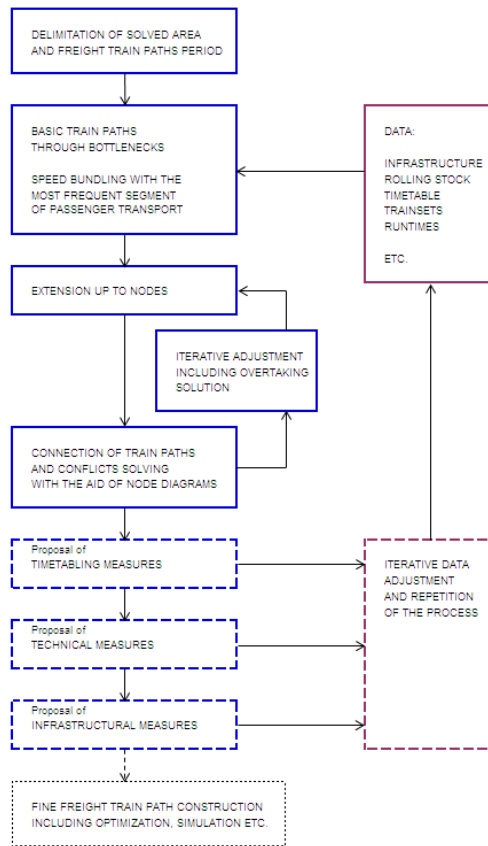 DELIMITATION OF SOLVED AREA
AND FREIGHT TRAIN PATHS PERIOD
BASIC TRAIN PATHS
THROUGH BOTTLENECKS
SPEED BUNDLING WITH THE
MOST FREQUENT SEGMENT
OF PASSENGER TRANSPORT
DATA:
INFRASTRUCTURE
ROLLING STOCK
TIMETABLE
TRAINSETS
RUNTIMES
ETC.
EXTENSION UP TO NODES
ITERATIVE ADJUSTMENT
INCLUDING OVERTAKING
SOLUTION
CONNECTION OF TRAIN PATHS
AND CONFLICTS SOLVING
WITH THE AID OF NODE DIAGRAMS
Proposal of
TIMETABLING MEASURES
ITERATIVE DATA
ADJUSTMENT
AND REPETITION
OF THE PROCESS
Proposal of
TECHNICAL MEASURES
Proposal of
INFRASTRUCTURAL MEASURES
FINE FREIGHT TRAIN PATH CONSTRUCTION
INCLUDING OPTIMIZATION, SIMULATION ETC.